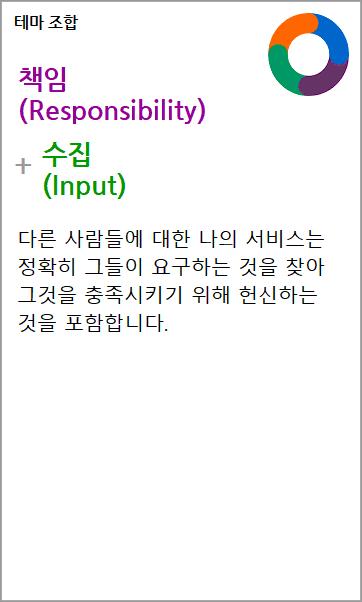 테마 조합
책임
(Responsibility)
+ 수집
(Input)
다른 사람들에 대한 나의 서비스는
정확히 그들이 요구하는 것을 찾아
그것을 충족시키기 위해 헌신하는
것을 포함합니다.